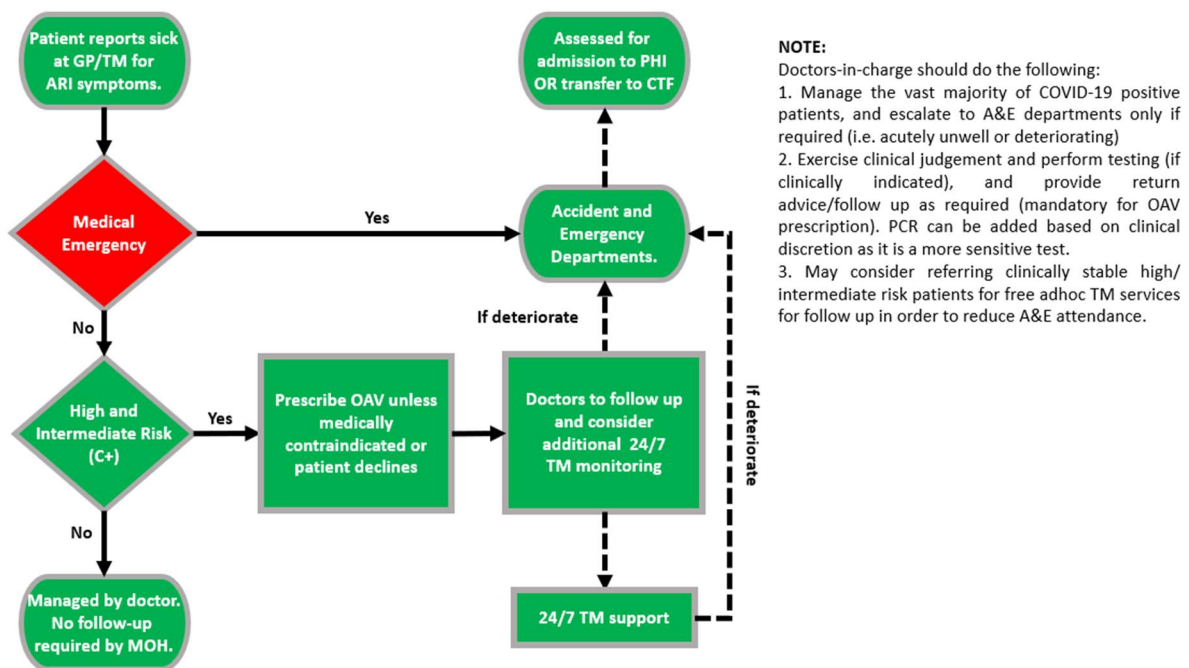 Patient reports sick
at GP/TM for
ARI symptoms.
Assessed for
admission to PHI
OR transfer to CTF
Medical
Emergency
Yes
Accident and
Emergency
Departments.
No
If deteriorate
High and
Intermediate Risk
(C+)
Yes
Prescribe OAV unless
medically
contraindicated or
patient declines
Doctors to follow up
and consider
additional 24/7
TM monitoring
If deteriorate
No
Managed by doctor.
No follow-up
required by MOH.
24/7 TM support
NOTE:
Doctors-in-charge should do the following:
1. Manage the vast majority of COVID-19 positive
patients, and escalate to A&E departments only if
required (i.e. acutely unwell or deteriorating)
2. Exercise clinical judgement and perform testing (if
clinically indicated), and provide return
advice/follow up as required (mandatory for OAV
prescription). PCR can be added based on clinical
discretion as it is a more sensitive test.
3. May consider referring clinically stable high/
intermediate risk patients for free adhoc TM services
for follow up in order to reduce A&E attendance.